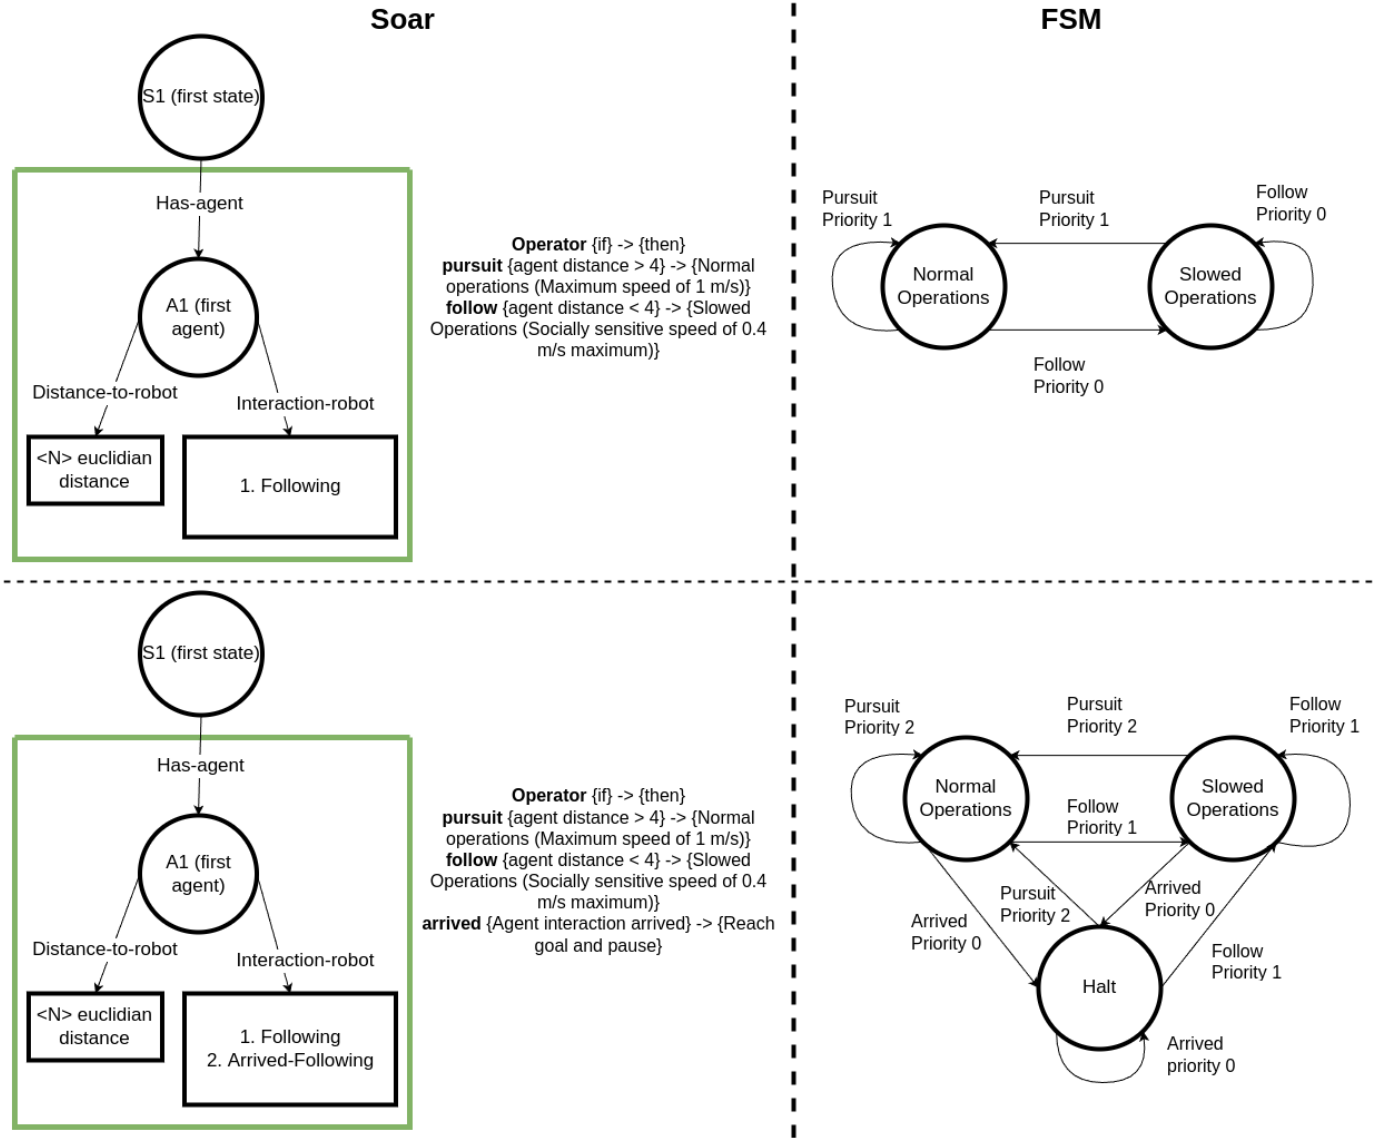 Soar
FSM
S1 (first state)
Has-agent
A1 (first
agent)
Distance-to-robot
Interaction-robot
<N> euclidian
distance
1. Following
Operator {if} -> {then}
pursuit {agent distance > 4} -> {Normal
operations (Maximum speed of 1 m/s)}
follow {agent distance < 4} -> {Slowed
Operations (Socially sensitive speed of 0.4
m/s maximum)}
Pursuit
Priority 1
Pursuit
Priority 1
Follow
Priority 0
Normal
Operations
Slowed
Operations
Follow
Priority 0
S1 (first state)
Has-agent
A1 (first
agent)
Distance-to-robot
Interaction-robot
<N> euclidian
distance
1. Following
2. Arrived-Following
Operator {if} -> {then}
pursuit {agent distance > 4} -> {Normal
operations (Maximum speed of 1 m/s)}
follow {agent distance < 4} -> {Slowed
Operations (Socially sensitive speed of 0.4
m/s maximum)}
arrived {Agent interaction arrived} -> {Reach
goal and pause}
Pursuit
Priority 2
Pursuit
Priority 2
Follow
Priority 1
Normal
Operations
Slowed
Operations
Follow
Priority 1
Pursuit
Priority 2
Arrived
Priority 0
Arrived
Priority 0
Follow
Priority 1
Halt
Arrived
priority 0